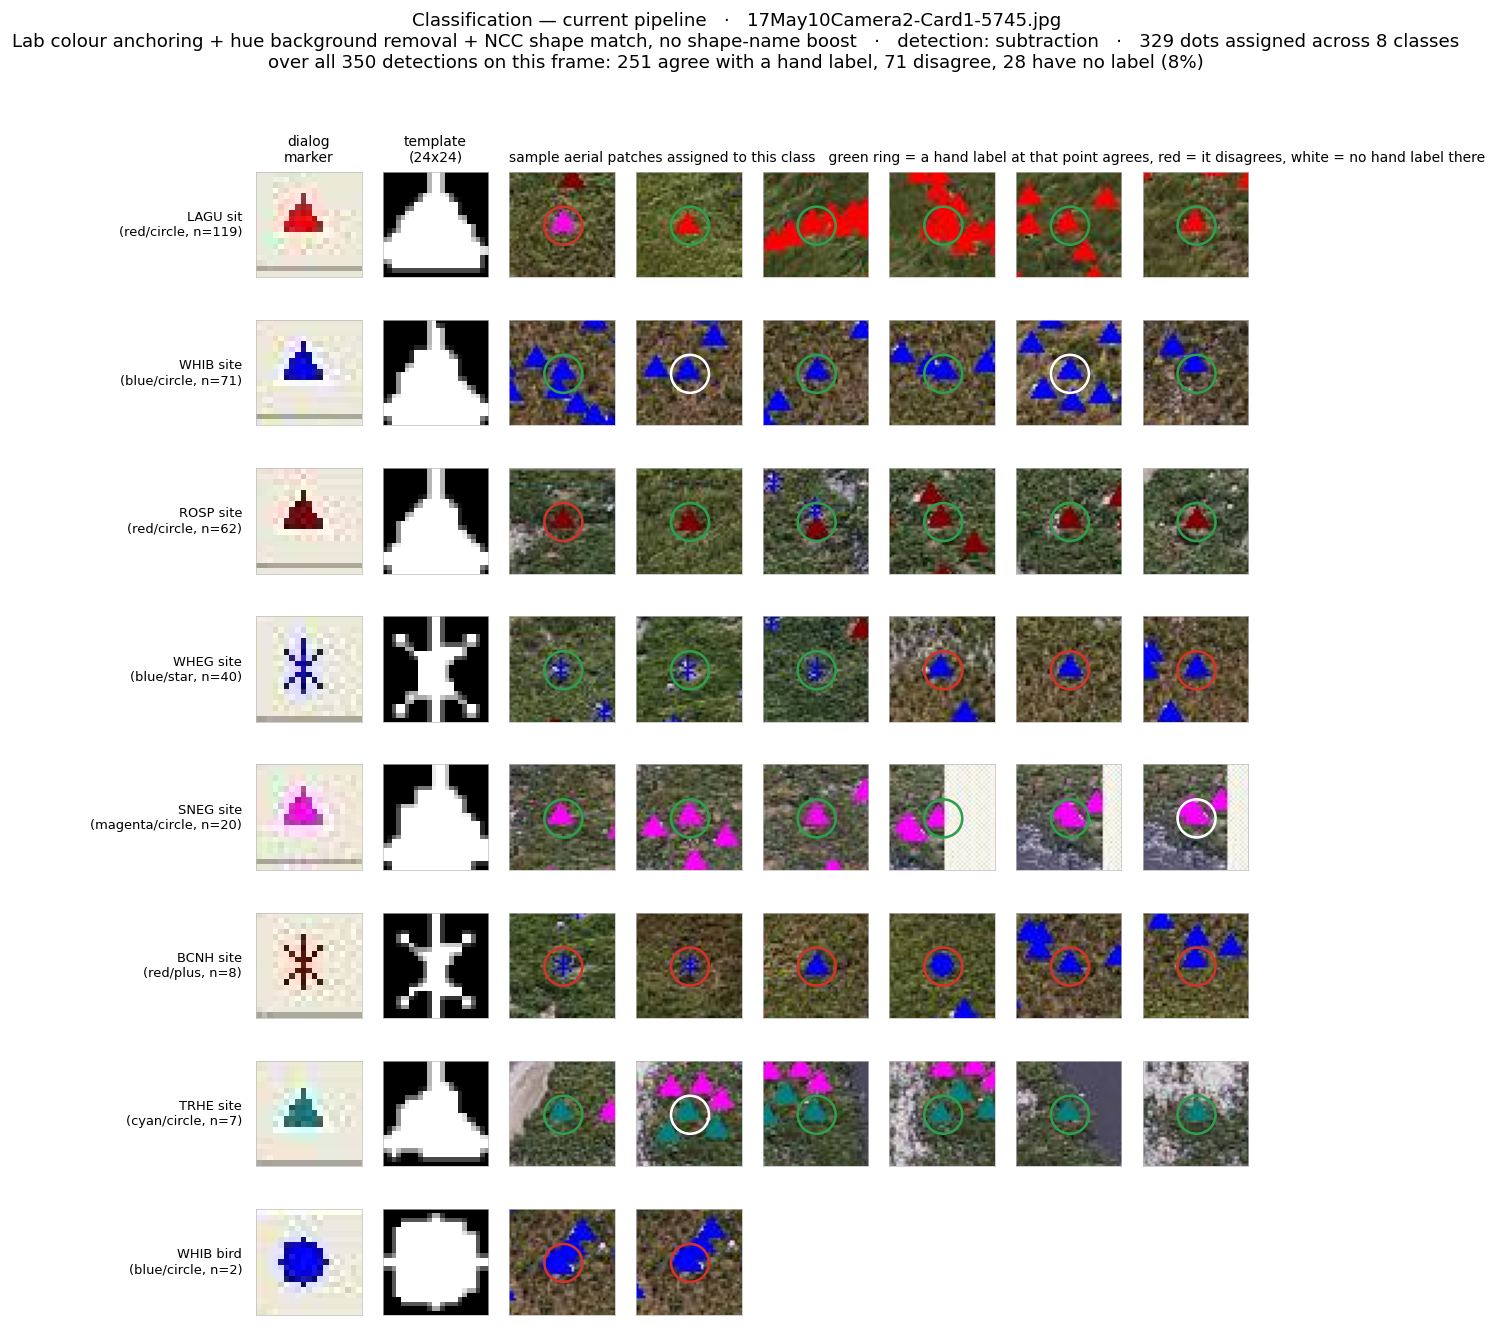 Classification — current pipeline · 17May10Camera2-Card1-5745.jpg
Lab colour anchoring + hue background removal + NCC shape match, no shape-name boost · detection: subtraction · 329 dots assigned across 8 classes
over all 350 detections on this frame: 251 agree with a hand label, 71 disagree, 28 have no label (8%)
dialog
marker
template
(24x24)
sample aerial patches assigned to this class green ring = a hand label at that point agrees, red = it disagrees, white = no hand label there
LAGU sit
(red/circle, n=119)
WHIB site
(blue/circle, n=71)
ROSP site
(red/circle, n=62)
WHEG site
(blue/star, n=40)
SNEG site
(magenta/circle, n=20)
BCNH site
(red/plus, n=8)
TRHE site
(cyan/circle, n=7)
WHIB bird
(blue/circle, n=2)